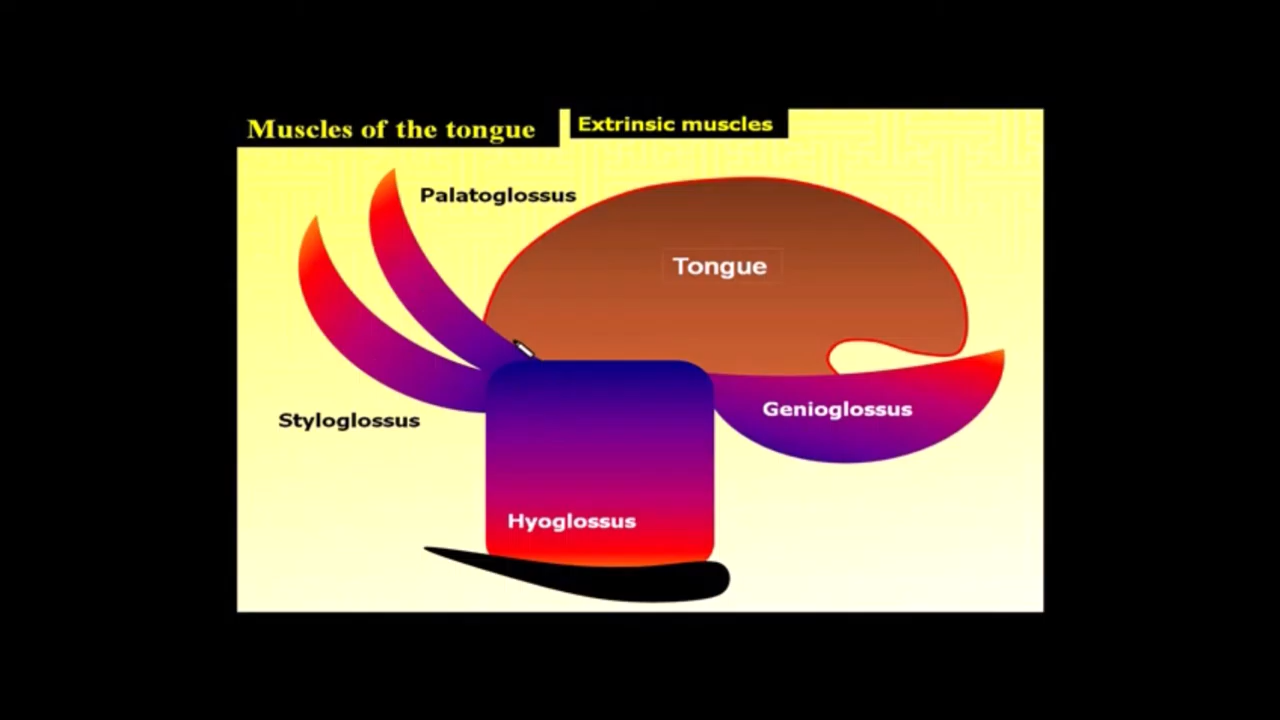 Muscles of the tongue
Extrinsic muscles
Palatoglossus
Tongue
Genioglossus
Styloglossus
Hyoglossus